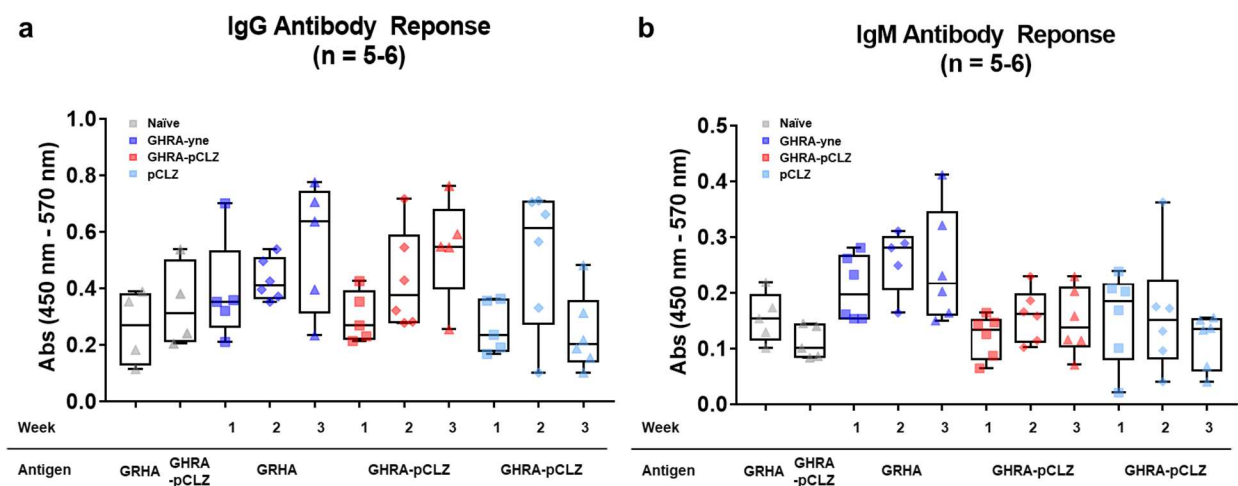 a
IgG Antibody Reponse
(n = 5-6)
Abs (450 nm - 570 nm)
1.0
0.8
0.6
0.4
0.2
0.0
Naïve
GHRA-yne
GHRA-pCLZ
pCLZ
Week 1 2 3 1 2 3 1 2 3
Antigen GRHA GHRA -pCLZ GRHA GHRA-pCLZ GHRA-pCLZ
b
IgM Antibody Reponse
(n = 5-6)
Abs (450 nm - 570 nm)
0.5
0.4
0.3
0.2
0.1
0.0
Naïve
GHRA-yne
GHRA-pCLZ
pCLZ
Week 1 2 3 1 2 3 1 2 3
Antigen GRHA GHRA -pCLZ GRHA GHRA-pCLZ GHRA-pCLZ